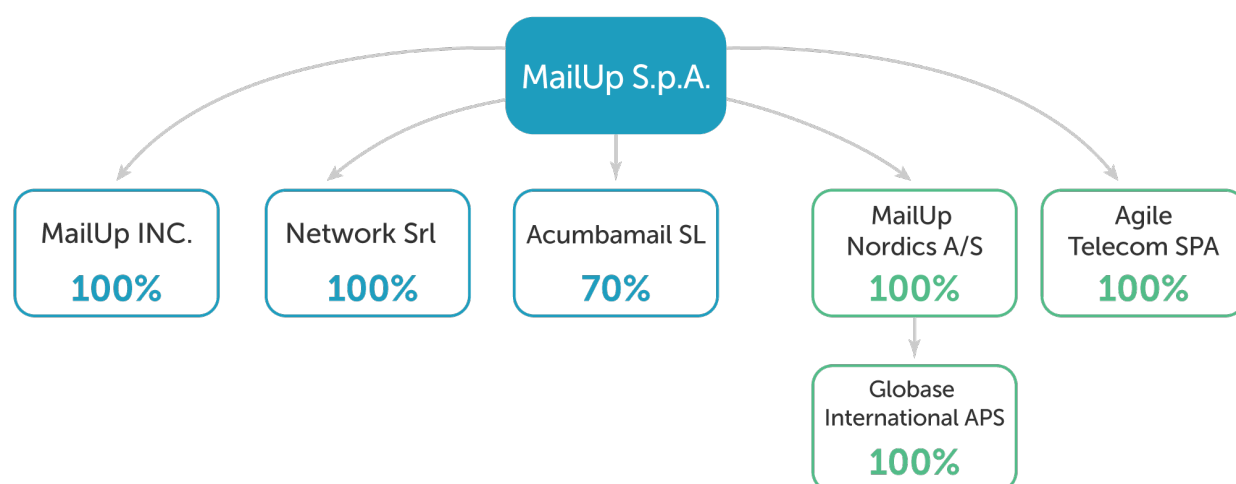 MailUp S.p.A.
MailUp INC.
100%
Network Srl
100%
Acumbamail SL
70%
MailUp
Nordics A/S
100%
Agile
Telecom SPA
100%
Globase
International APS
100%